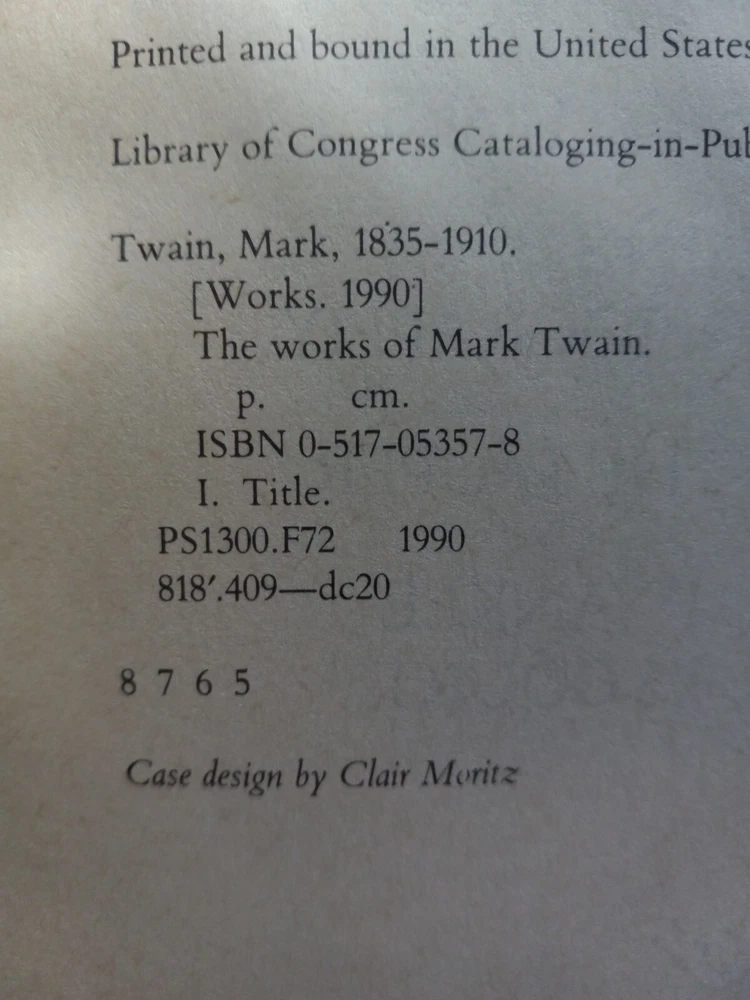 Printed and bound in the United States
Library of Congress Cataloging-in-Pub
Twain, Mark, 1835-1910.
[Works. 1990]
The works of Mark Twain.
p. cm.
ISBN 0-517-05357-8
I. Title.
PS1300.F72 1990
818′.409—dc20
8 7 6 5
Case design by Clair Moritz